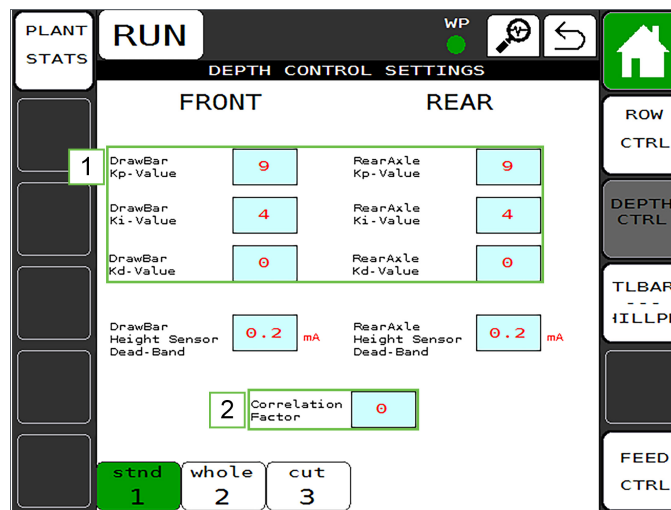 PLANT
STATS
RUN
WP
DEPTH CONTROL SETTINGS
FRONT
REAR
ROW
CTRL
1
DrawBar
Kp-Value
9
RearAxle
Kp-Value
9
DrawBar
Ki-Value
4
RearAxle
Ki-Value
4
DEPTH
CTRL
DrawBar
Kd-Value
0
RearAxle
Kd-Value
0
TLBAR
---
HILLPI
DrawBar
Height Sensor
Dead-Band
0.2 mA
RearAxle
Height Sensor
Dead-Band
0.2 mA
2
Correlation
Factor
0
FEED
CTRL
stnd
1
whole
2
cut
3